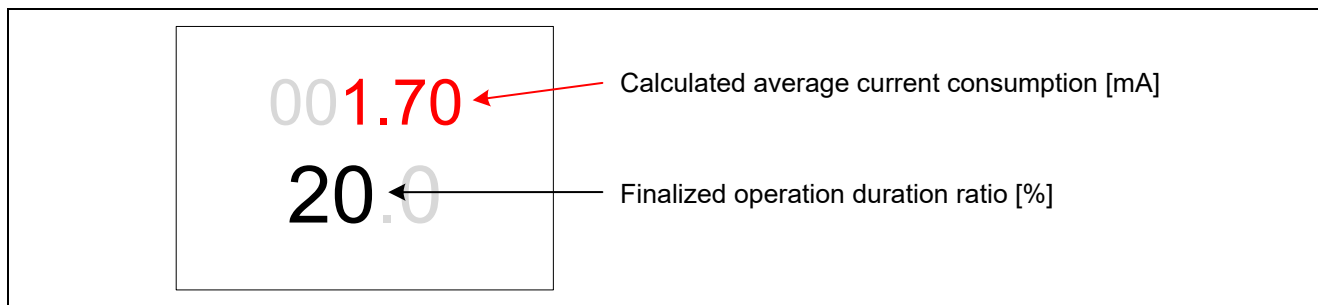 001.70
Calculated average current consumption [mA]
20.0
Finalized operation duration ratio [%]